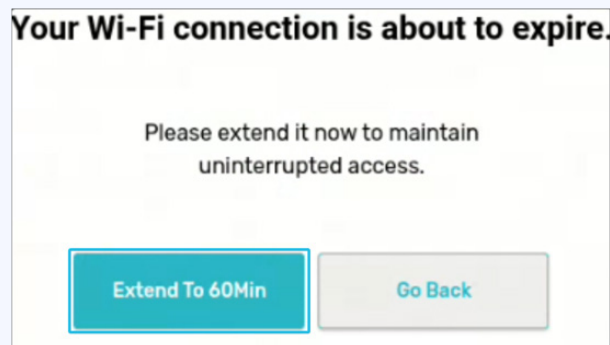 Your Wi-Fi connection is about to expire.
Please extend it now to maintain
uninterrupted access.
Extend To 60Min
Go Back